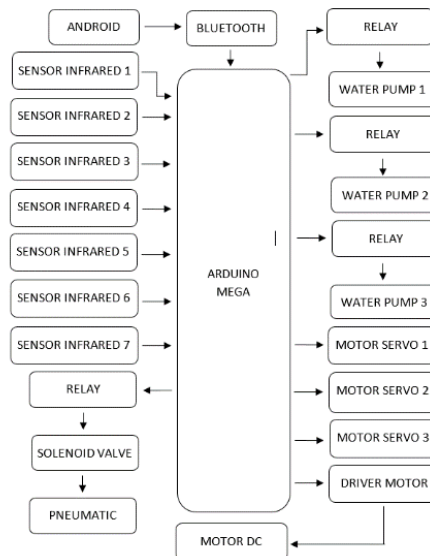 ANDROID
BLUETOOTH
RELAY
SENSOR INFRARED 1
WATER PUMP 1
SENSOR INFRARED 2
RELAY
SENSOR INFRARED 3
WATER PUMP 2
SENSOR INFRARED 4
RELAY
SENSOR INFRARED 5
ARDUINO
MEGA
SENSOR INFRARED 6
WATER PUMP 3
SENSOR INFRARED 7
MOTOR SERVO 1
RELAY
MOTOR SERVO 2
SOLENOID VALVE
MOTOR SERVO 3
DRIVER MOTOR
PNEUMATIC
MOTOR DC